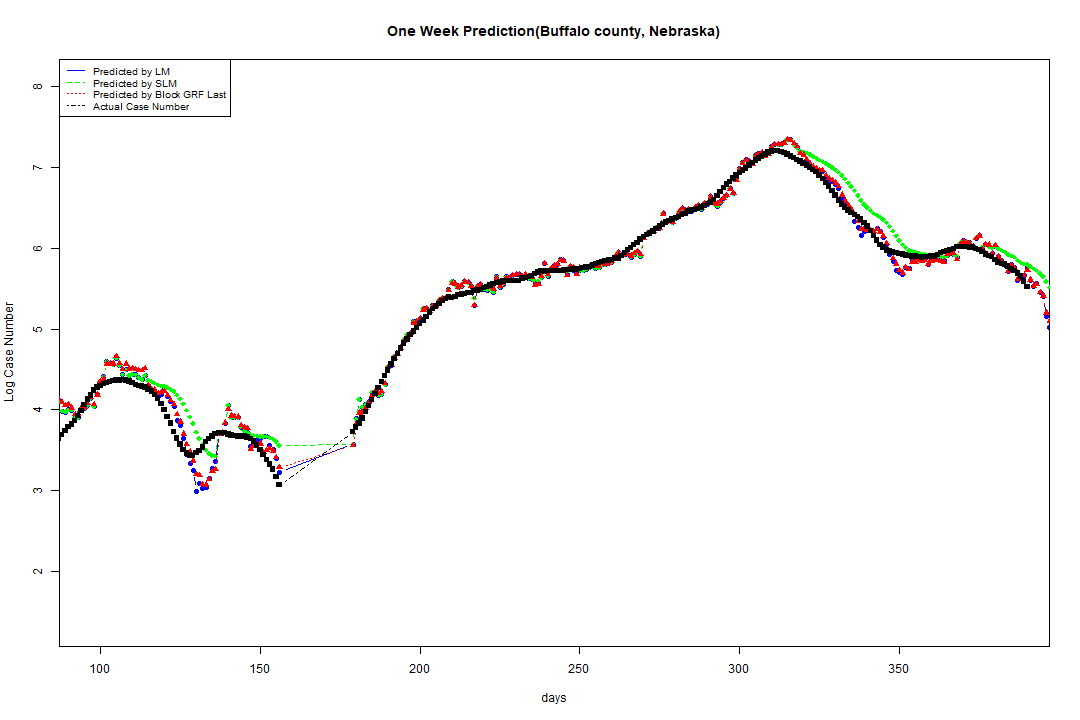 One Week Prediction(Buffalo county, Nebraska)
Predicted by LM
Predicted by SLM
Predicted by Block GRF Last
Actual Case Number
8
7
6
5
4
3
2
Log Case Number
100 150 200 250 300 350
days